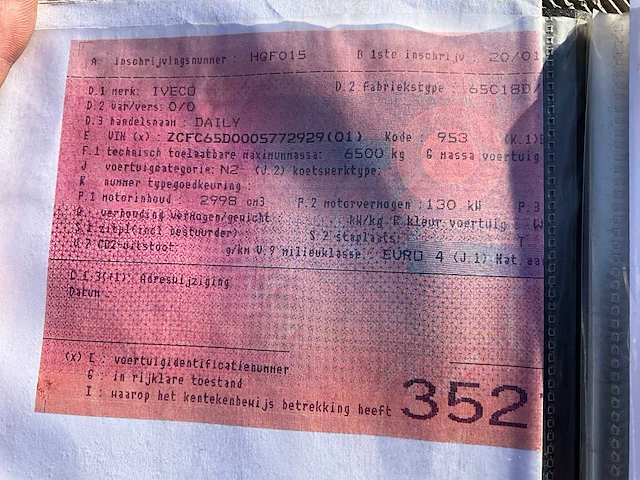 A inschrijvingsnummer : HGF015 B 1ste inschrijv : 20/01
D.1 merk: IVECO D.2 fabriekstype : 65C18D/
D.2 var/vers: 0/0
D.3 handelsnaam : DAILY
E VIN (x) : ZCFC65D0005772929(01) Kode : 953 (K.1)
F.1 technisch toelaatbare maximummassa: 6500 kg G massa voertuig
J voertuigcategorie: N2 (J.2) koetswerktype:
K nummer typegoedkeuring :
P.1 motorinhoud : 2998 cm3 P.2 motorvermogen : 130 kW P.3
verhouding vermogen/gewicht : kW/kg R kleur voertuig : W
S.1 zitpl(incl bestuurder) S.2 staplaats: T
V.7 CO2-uitstoot: g/km V.9 milieuklasse : EURO 4 (J.1) Nat. aa
Adreswijziging
Datum :
(x) E : voertuigidentificatienummer
G : in rijklare toestand
I : waarop het kentekenbewijs betrekking heeft
352